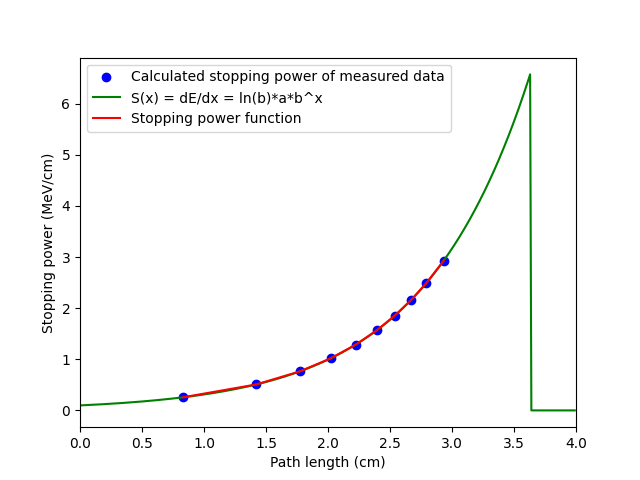 Calculated stopping power of measured data
S(x) = dE/dx = ln(b)*a*b^x
Stopping power function
Stopping power (MeV/cm)
6
5
4
3
2
1
0
0.0 0.5 1.0 1.5 2.0 2.5 3.0 3.5 4.0
Path length (cm)